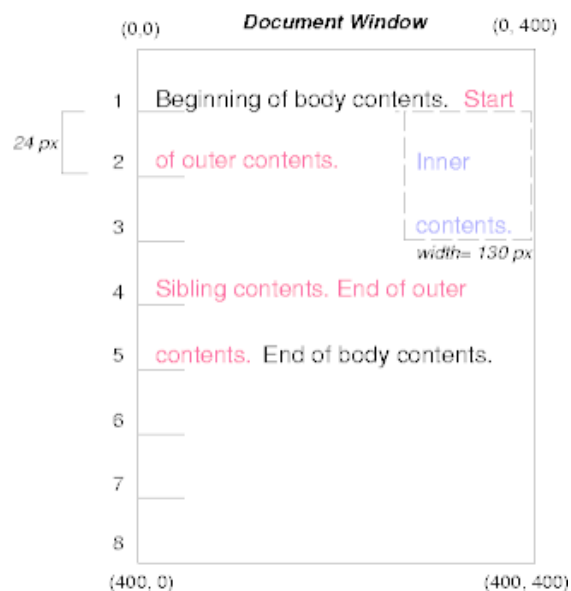 Document Window
(0,0) (0, 400)
1 Beginning of body contents. Start
24 px
2 of outer contents. Inner
3 contents.
width= 130 px
4 Sibling contents. End of outer
5 contents. End of body contents.
6
7
8
(400, 0) (400, 400)